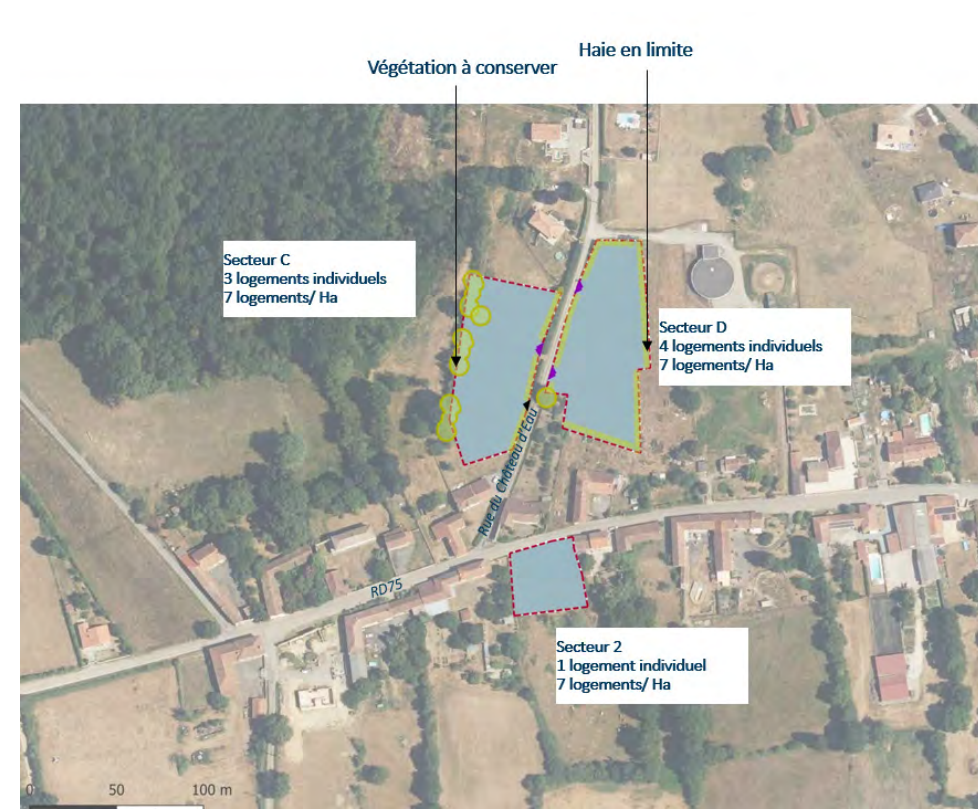 Haie en limite
Végétation à conserver
Secteur C
3 logements individuels
7 logements/ Ha
Secteur D
4 logements individuels
7 logements/ Ha
Rue du Château d'Eau
RD75
Secteur 2
1 logement individuel
7 logements/ Ha
0 50 100 m